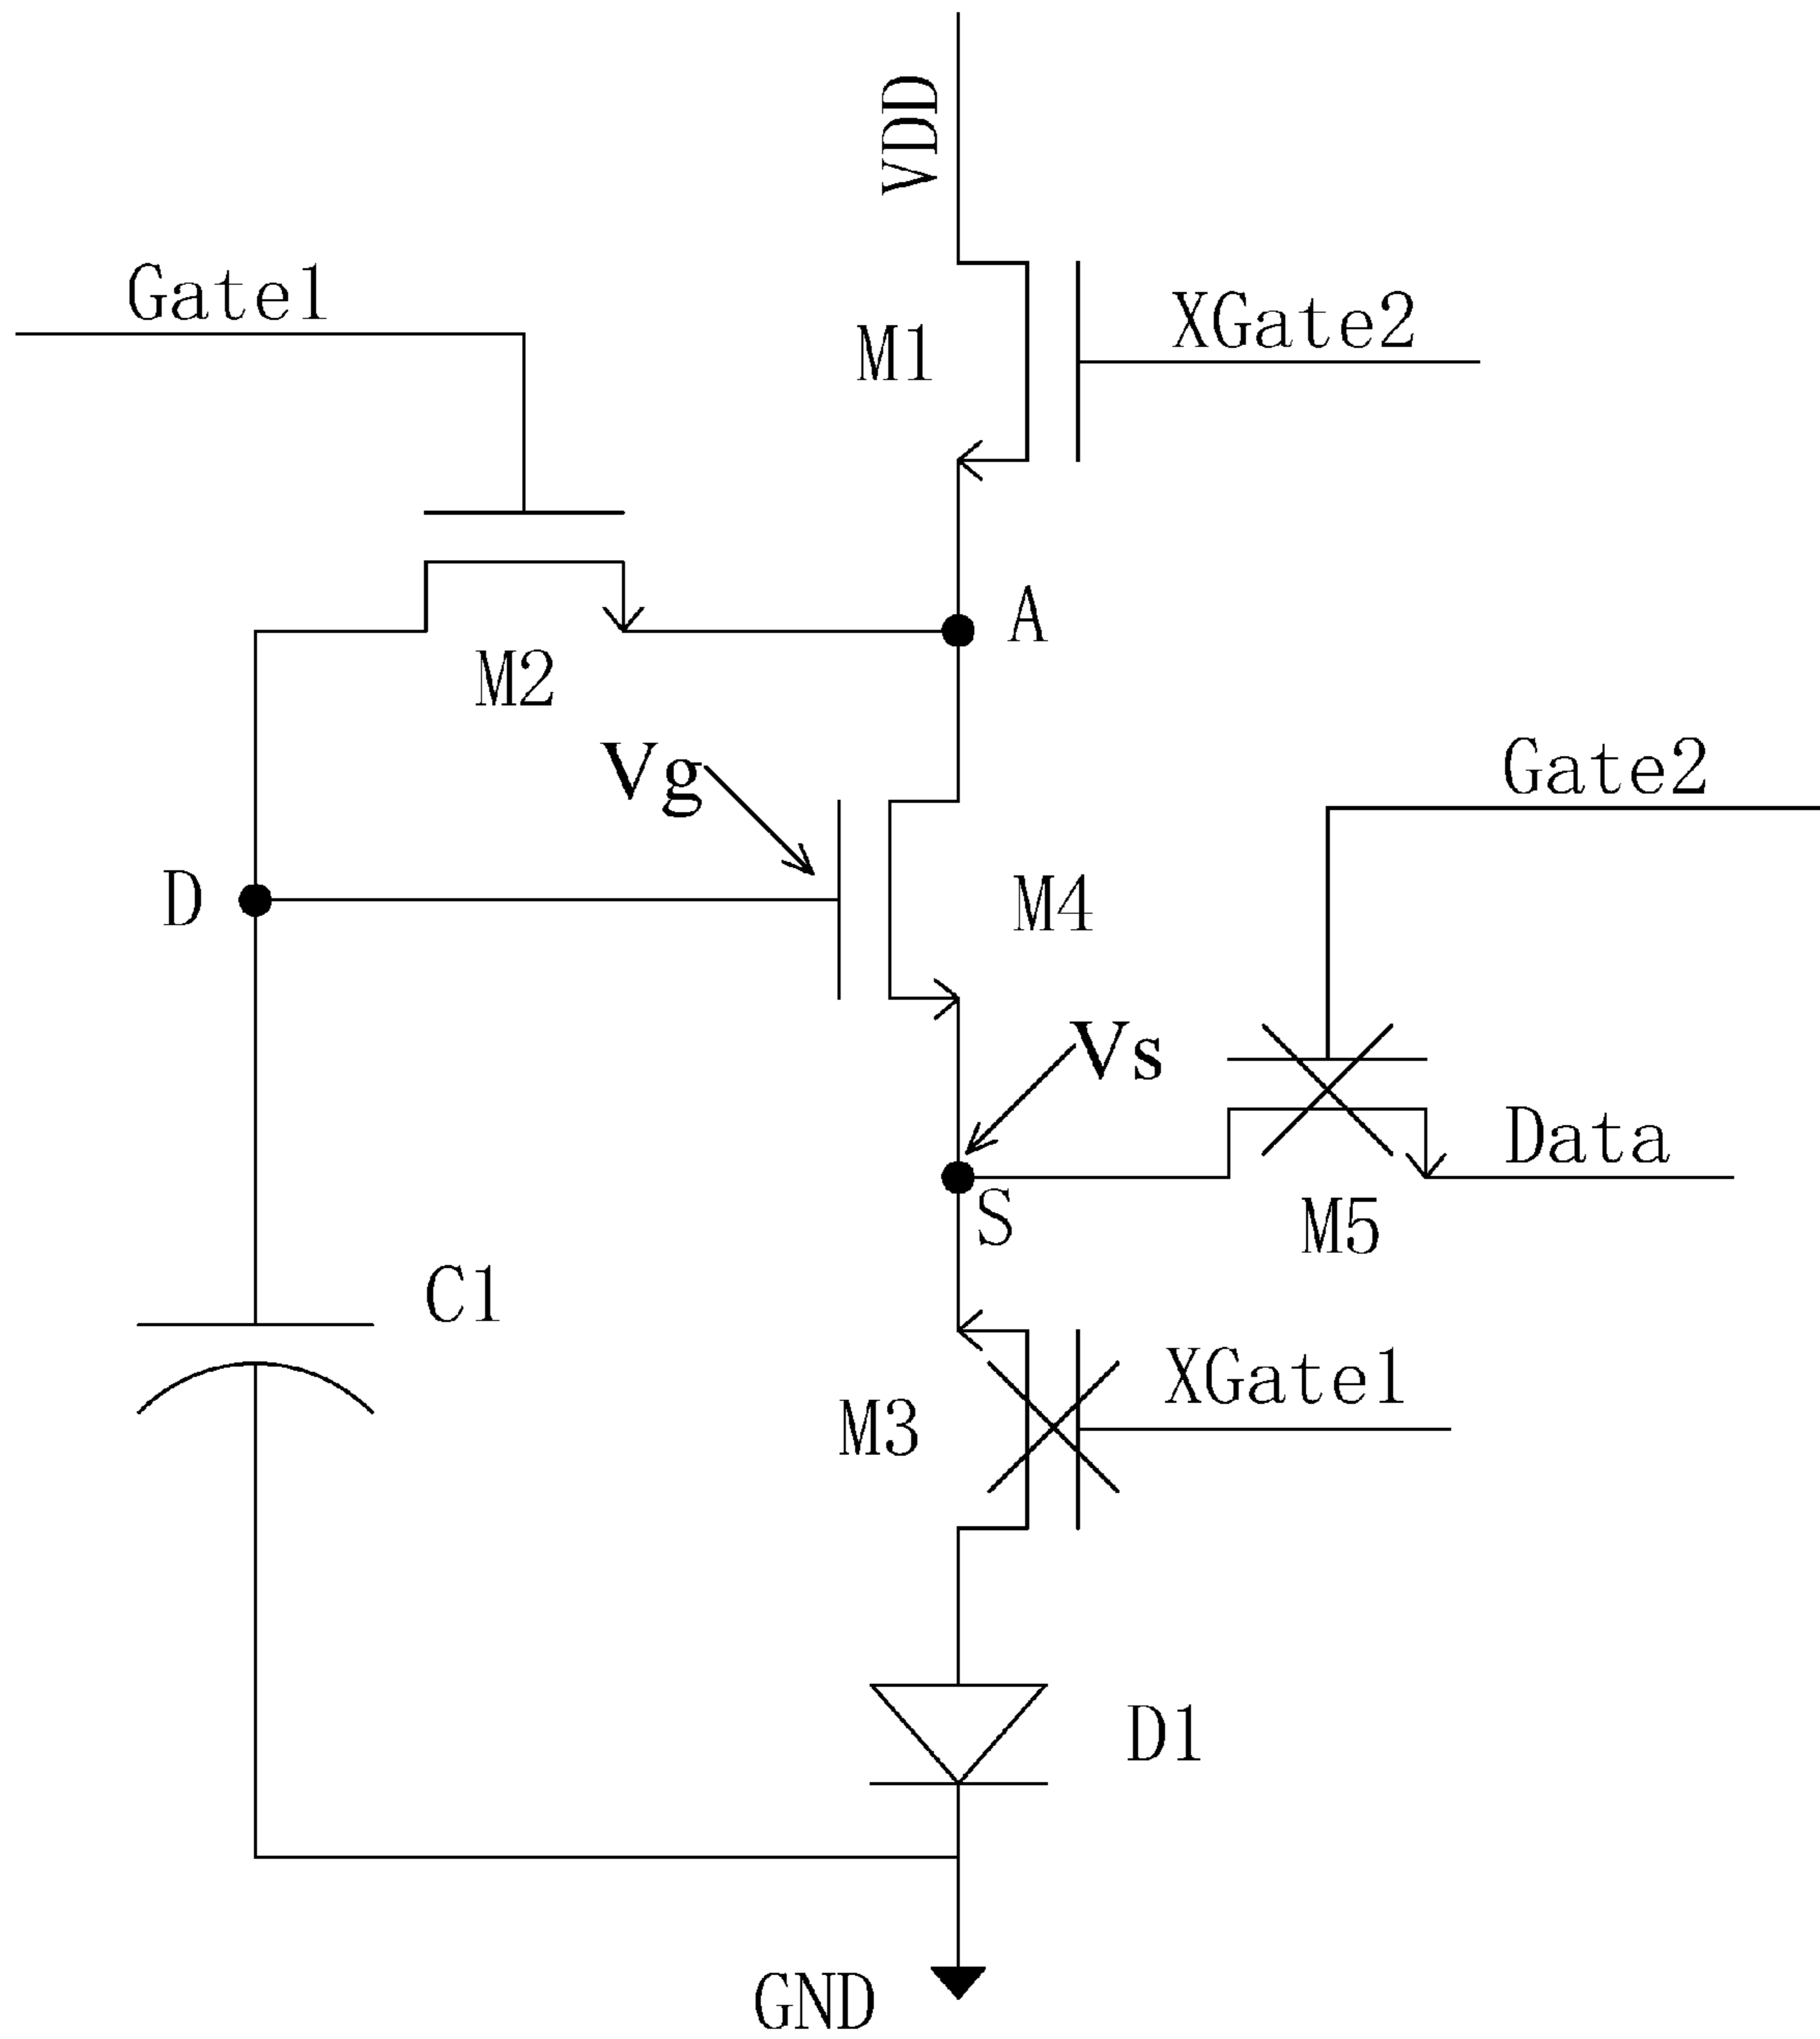 VDD
Gate1
XGate2
M1
A
M2
Vg
Gate2
D
M4
Vs
Data
S
M5
C1
XGate1
M3
D1
GND